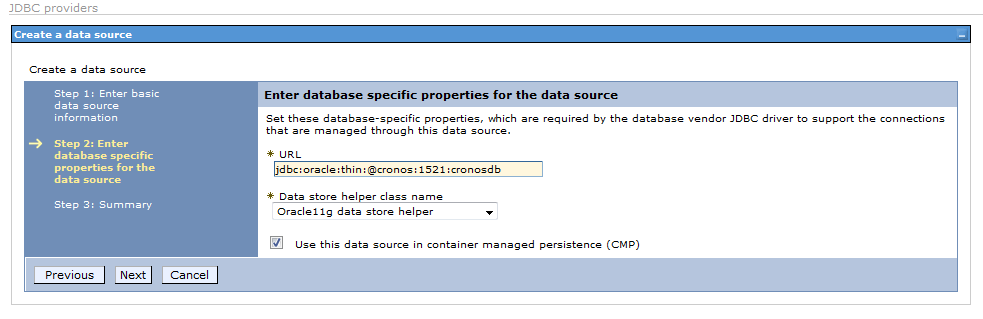 JDBC providers
Create a data source
Create a data source
Step 1: Enter basic
data source
information
Step 2: Enter
database specific
properties for the
data source
Step 3: Summary
Enter database specific properties for the data source
Set these database-specific properties, which are required by the database vendor JDBC driver to support the connections
that are managed through this data source.
* URL
jdbc:oracle:thin:@cronos:1521:cronosdb
* Data store helper class name
Oracle11g data store helper
Use this data source in container managed persistence (CMP)
Previous Next Cancel